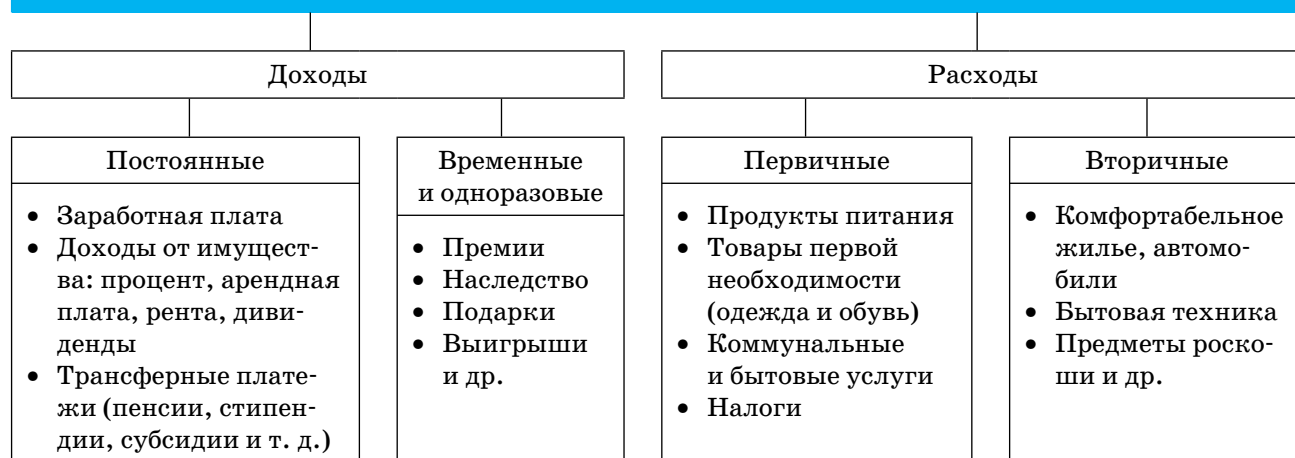 Доходы
Расходы
Постоянные
• Заработная плата
• Доходы от имущест-
ва: процент, арендная
плата, рента, диви-
денды
• Трансферные плате-
жи (пенсии, стипен-
дии, субсидии и т. д.)
Временные
и одноразовые
• Премии
• Наследство
• Подарки
• Выигрыши
и др.
Первичные
• Продукты питания
• Товары первой
необходимости
(одежда и обувь)
• Коммунальные
и бытовые услуги
• Налоги
Вторичные
• Комфортабельное
жилье, автомо-
били
• Бытовая техника
• Предметы роско-
ши и др.